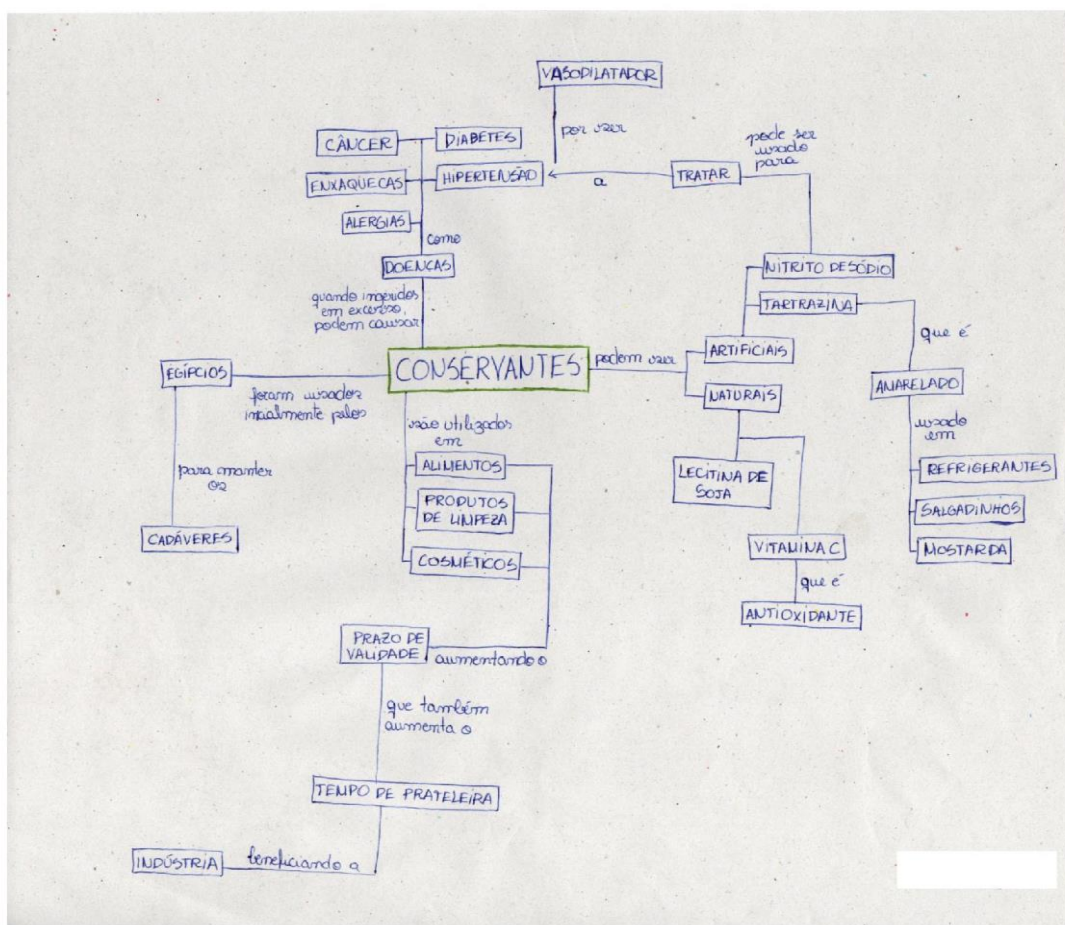 VASODILATADOR
por ser
pode ser
usado
para
CÂNCER
DIABETES
ENXAQUECAS
HIPERTENSÃO
a
TRATAR
ALERGIAS
como
DOENCAS
NITRITO DE SÓDIO
TARTRAZINA
quando ingeridos
em excesso,
podem causar
que é
CONSERVANTES
podem ser
ARTIFICIAIS
EGÍPCIOS
foram usados
inicialmente pelos
NATURAIS
AMARELADO
são utilizados
em
usado
em
para manter
os
ALIMENTOS
LECITINA DE
SOJA
REFRIGERANTES
PRODUTOS
DE LIMPEZA
SALGADINHOS
CADÁVERES
COSMÉTICOS
VITAMINA C
MOSTARDA
que é
ANTIOXIDANTE
PRAZO DE
VALIDADE
aumentando o
que também
aumenta o
TEMPO DE PRATELEIRA
INDÚSTRIA
beneficiando a